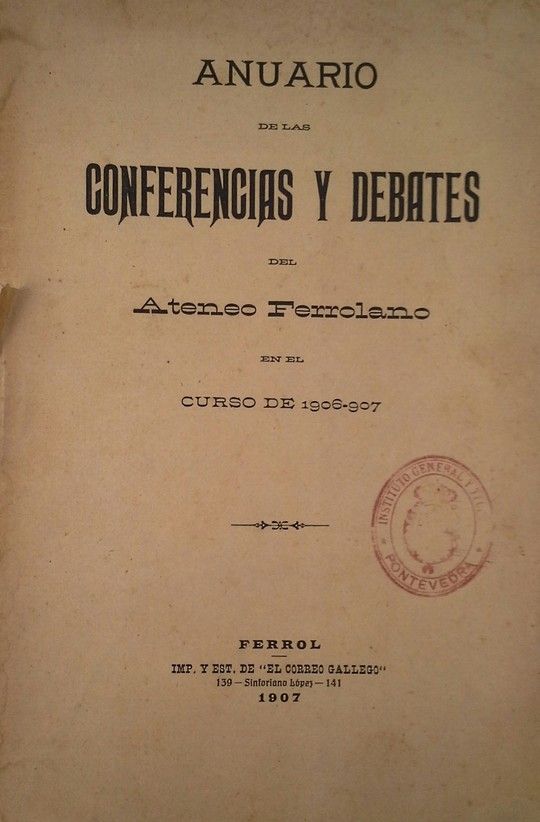 ANUARIO
DE LAS
CONFERENCIAS Y DEBATES
DEL
Ateneo Ferrolano
EN EL
CURSO DE 1906-907
INSTITUTO GENERAL Y
PONTEVEDRA
FERROL
IMP. Y EST. DE "EL CORREO GALLEGO"
139 — Sinforiano López — 141
1907